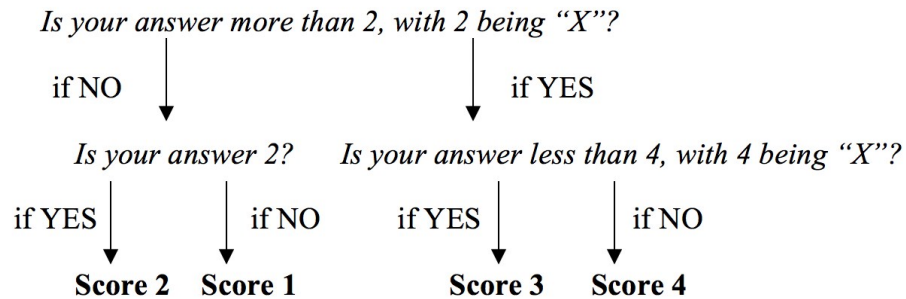 Is your answer more than 2, with 2 being “X”?
if NO if YES
Is your answer 2? Is your answer less than 4, with 4 being “X”?
if YES if NO if YES if NO
Score 2 Score 1 Score 3 Score 4